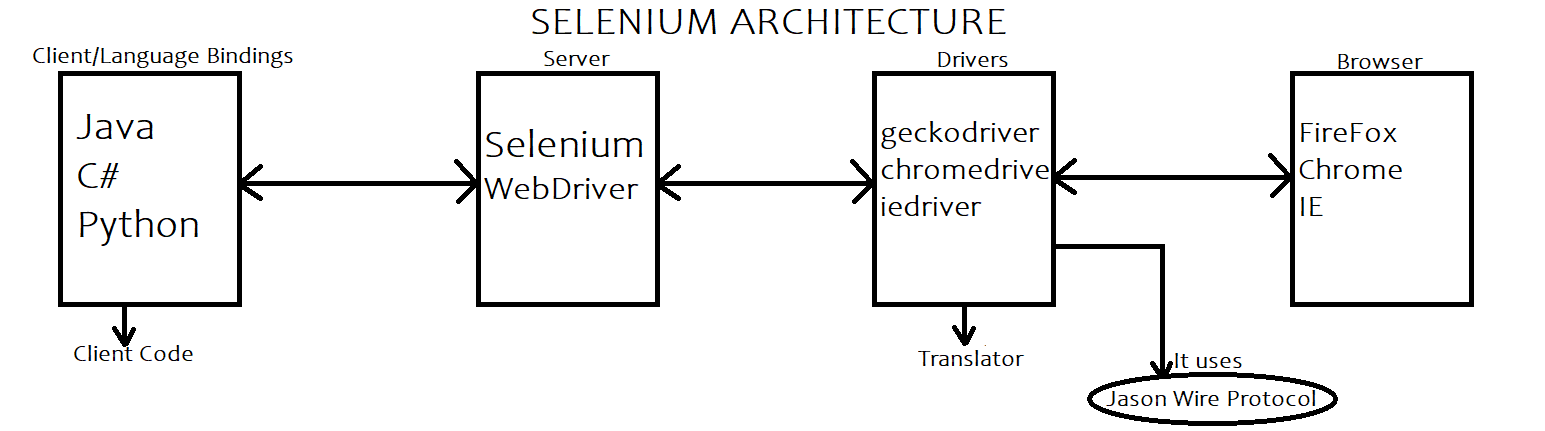 SELENIUM ARCHITECTURE
Client/Language Bindings
Server
Drivers
Browser
Java
C#
Python
Selenium
WebDriver
geckodriver
chromedrive
iedriver
FireFox
Chrome
IE
Client Code
Translator
It uses
Jason Wire Protocol